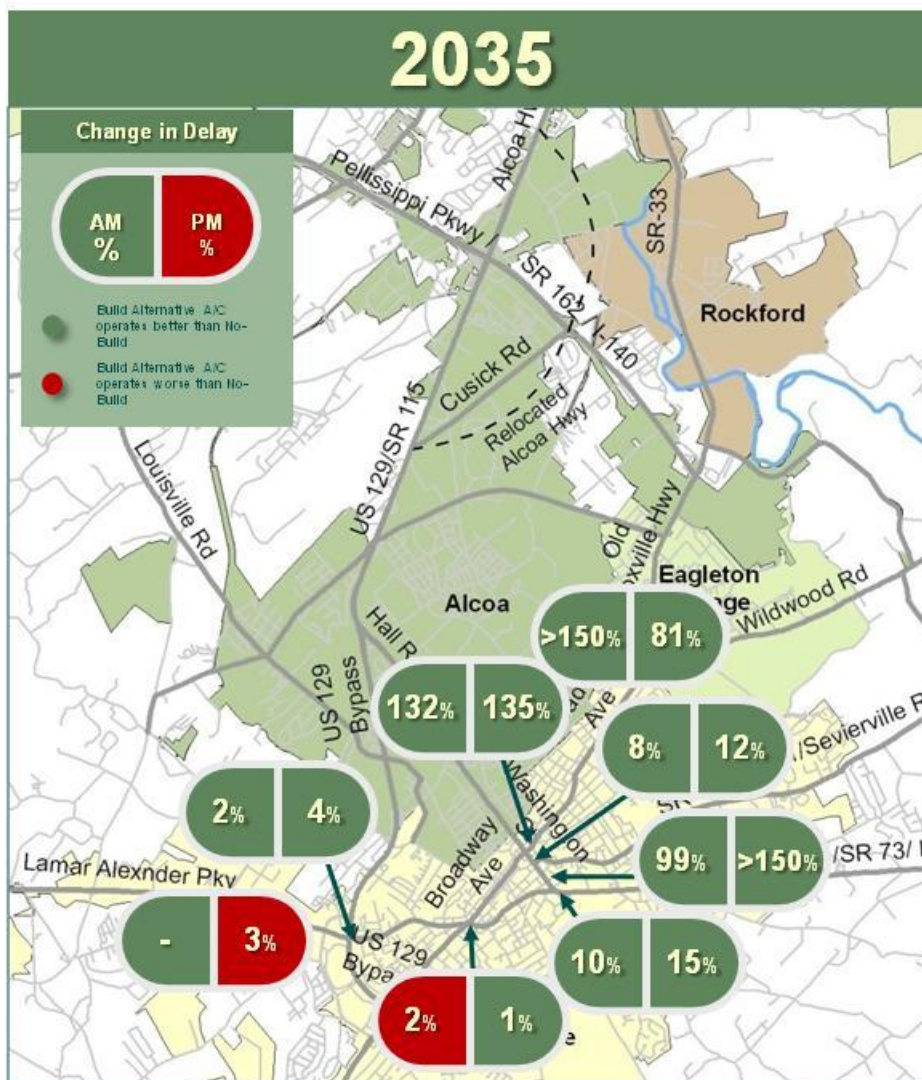 2035
Change in Delay
AM
%
PM
%
Build Alternative A/C
operates better than No-
Build
Build Alternative A/C
operates worse than No-
Build
Alcoa
Pellissippi Pkwy
SR-33
SR 162
I-140
Rockford
Cusick Rd
US 129/SR 115
Relocated
Alcoa Hwy
Louisville Rd
Old
oxville Hwy
Eagleton
Wildwood Rd
Alcoa
Hall R
US 129
Bypass
>150%
81%
132%
135%
Ave
8%
12%
/Sevierville R
SR
Washington
2%
4%
Broadway
Ave
99%
>150%
/SR 73/
Lamar Alexnder Pkv
-
3%
US 129
Bypa
10%
15%
2%
1%
e